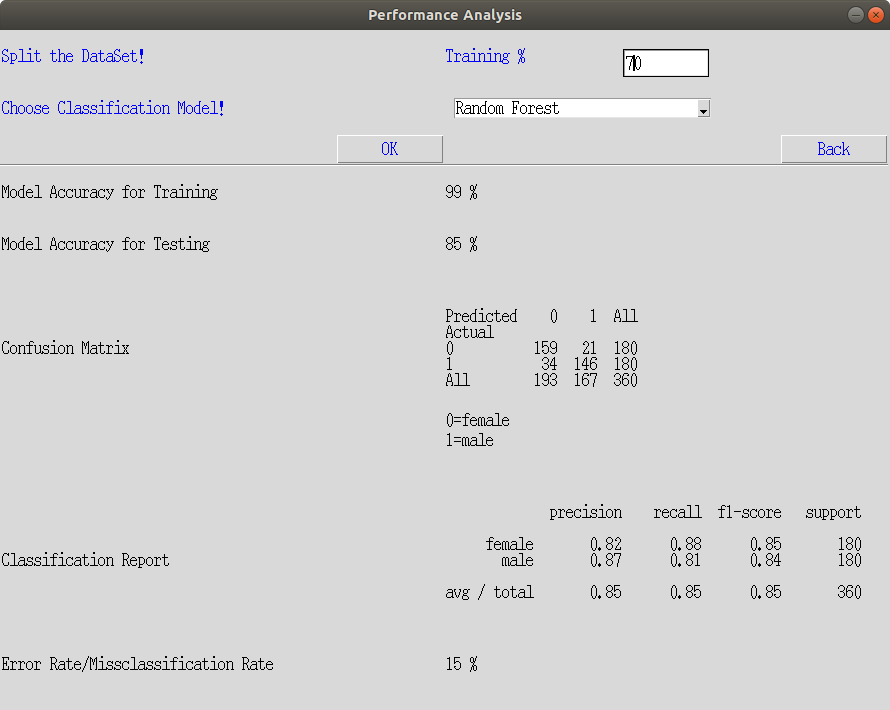 Performance Analysis
Split the DataSet!   Training %   70
Choose Classification Model!   Random Forest
OK   Back
Model Accuracy for Training   99 %
Model Accuracy for Testing   85 %
Predicted   0   1   All
Actual
Confusion Matrix   0   159   21   180
1   34   146   180
All   193   167   360
0=female
1=male
precision   recall   f1-score   support
female   0.82   0.88   0.85   180
Classification Report   male   0.87   0.81   0.84   180
avg / total   0.85   0.85   0.85   360
Error Rate/Missclassification Rate   15 %